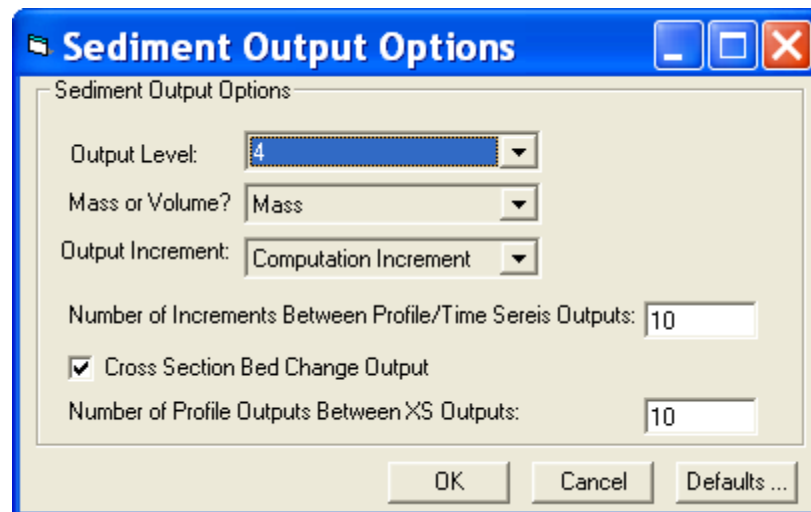 Sediment Output Options
Sediment Output Options
Output Level: 4
Mass or Volume? Mass
Output Increment: Computation Increment
Number of Increments Between Profile/Time Sereis Outputs: 10
Cross Section Bed Change Output
Number of Profile Outputs Between XS Outputs: 10
OK Cancel Defaults ...